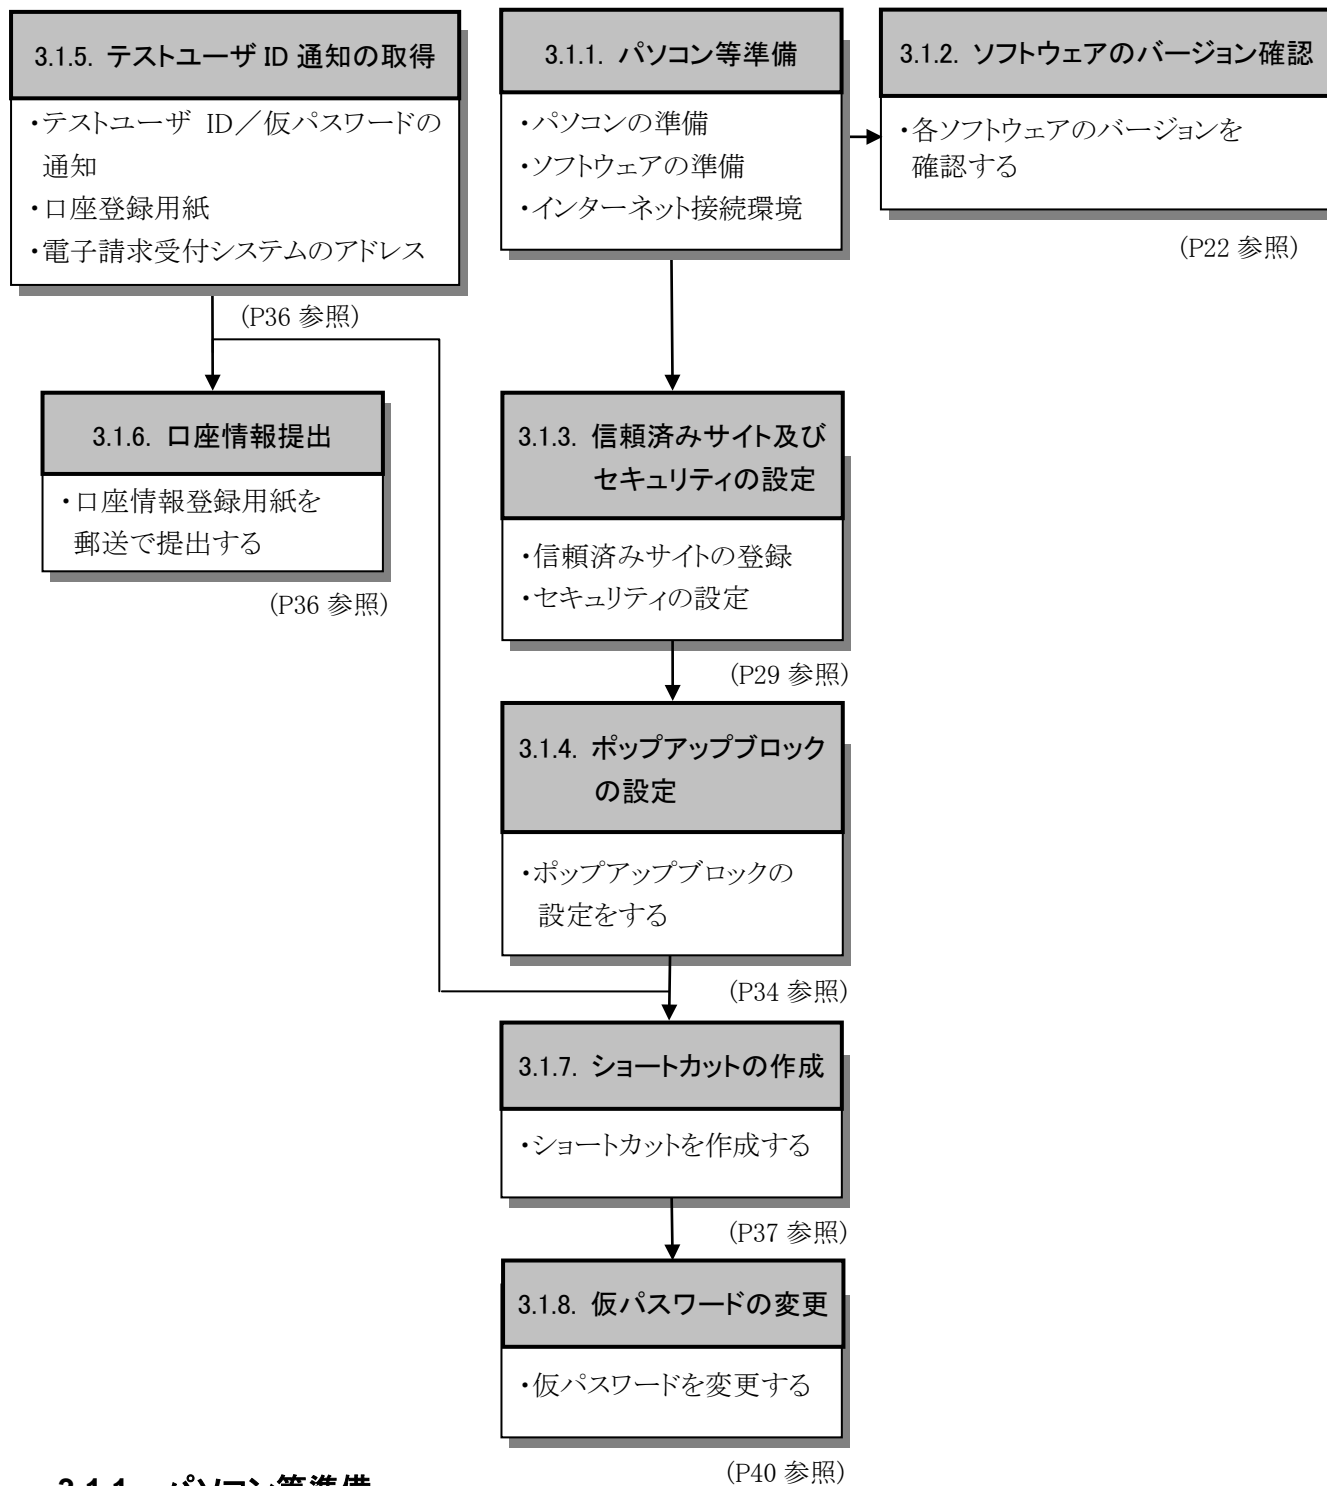 3.1.5. テストユーザ ID 通知の取得
・テストユーザ ID／仮パスワードの
通知
・口座登録用紙
・電子請求受付システムのアドレス
(P36 参照)
3.1.1. パソコン等準備
・パソコンの準備
・ソフトウェアの準備
・インターネット接続環境
3.1.2. ソフトウェアのバージョン確認
・各ソフトウェアのバージョンを
確認する
(P22 参照)
3.1.6. 口座情報提出
・口座情報登録用紙を
郵送で提出する
(P36 参照)
3.1.3. 信頼済みサイト及び
セキュリティの設定
・信頼済みサイトの登録
・セキュリティの設定
(P29 参照)
3.1.4. ポップアップブロック
の設定
・ポップアップブロックの
設定をする
(P34 参照)
3.1.7. ショートカットの作成
・ショートカットを作成する
(P37 参照)
3.1.8. 仮パスワードの変更
・仮パスワードを変更する
(P40 参照)
3.1.1. パソコン等準備